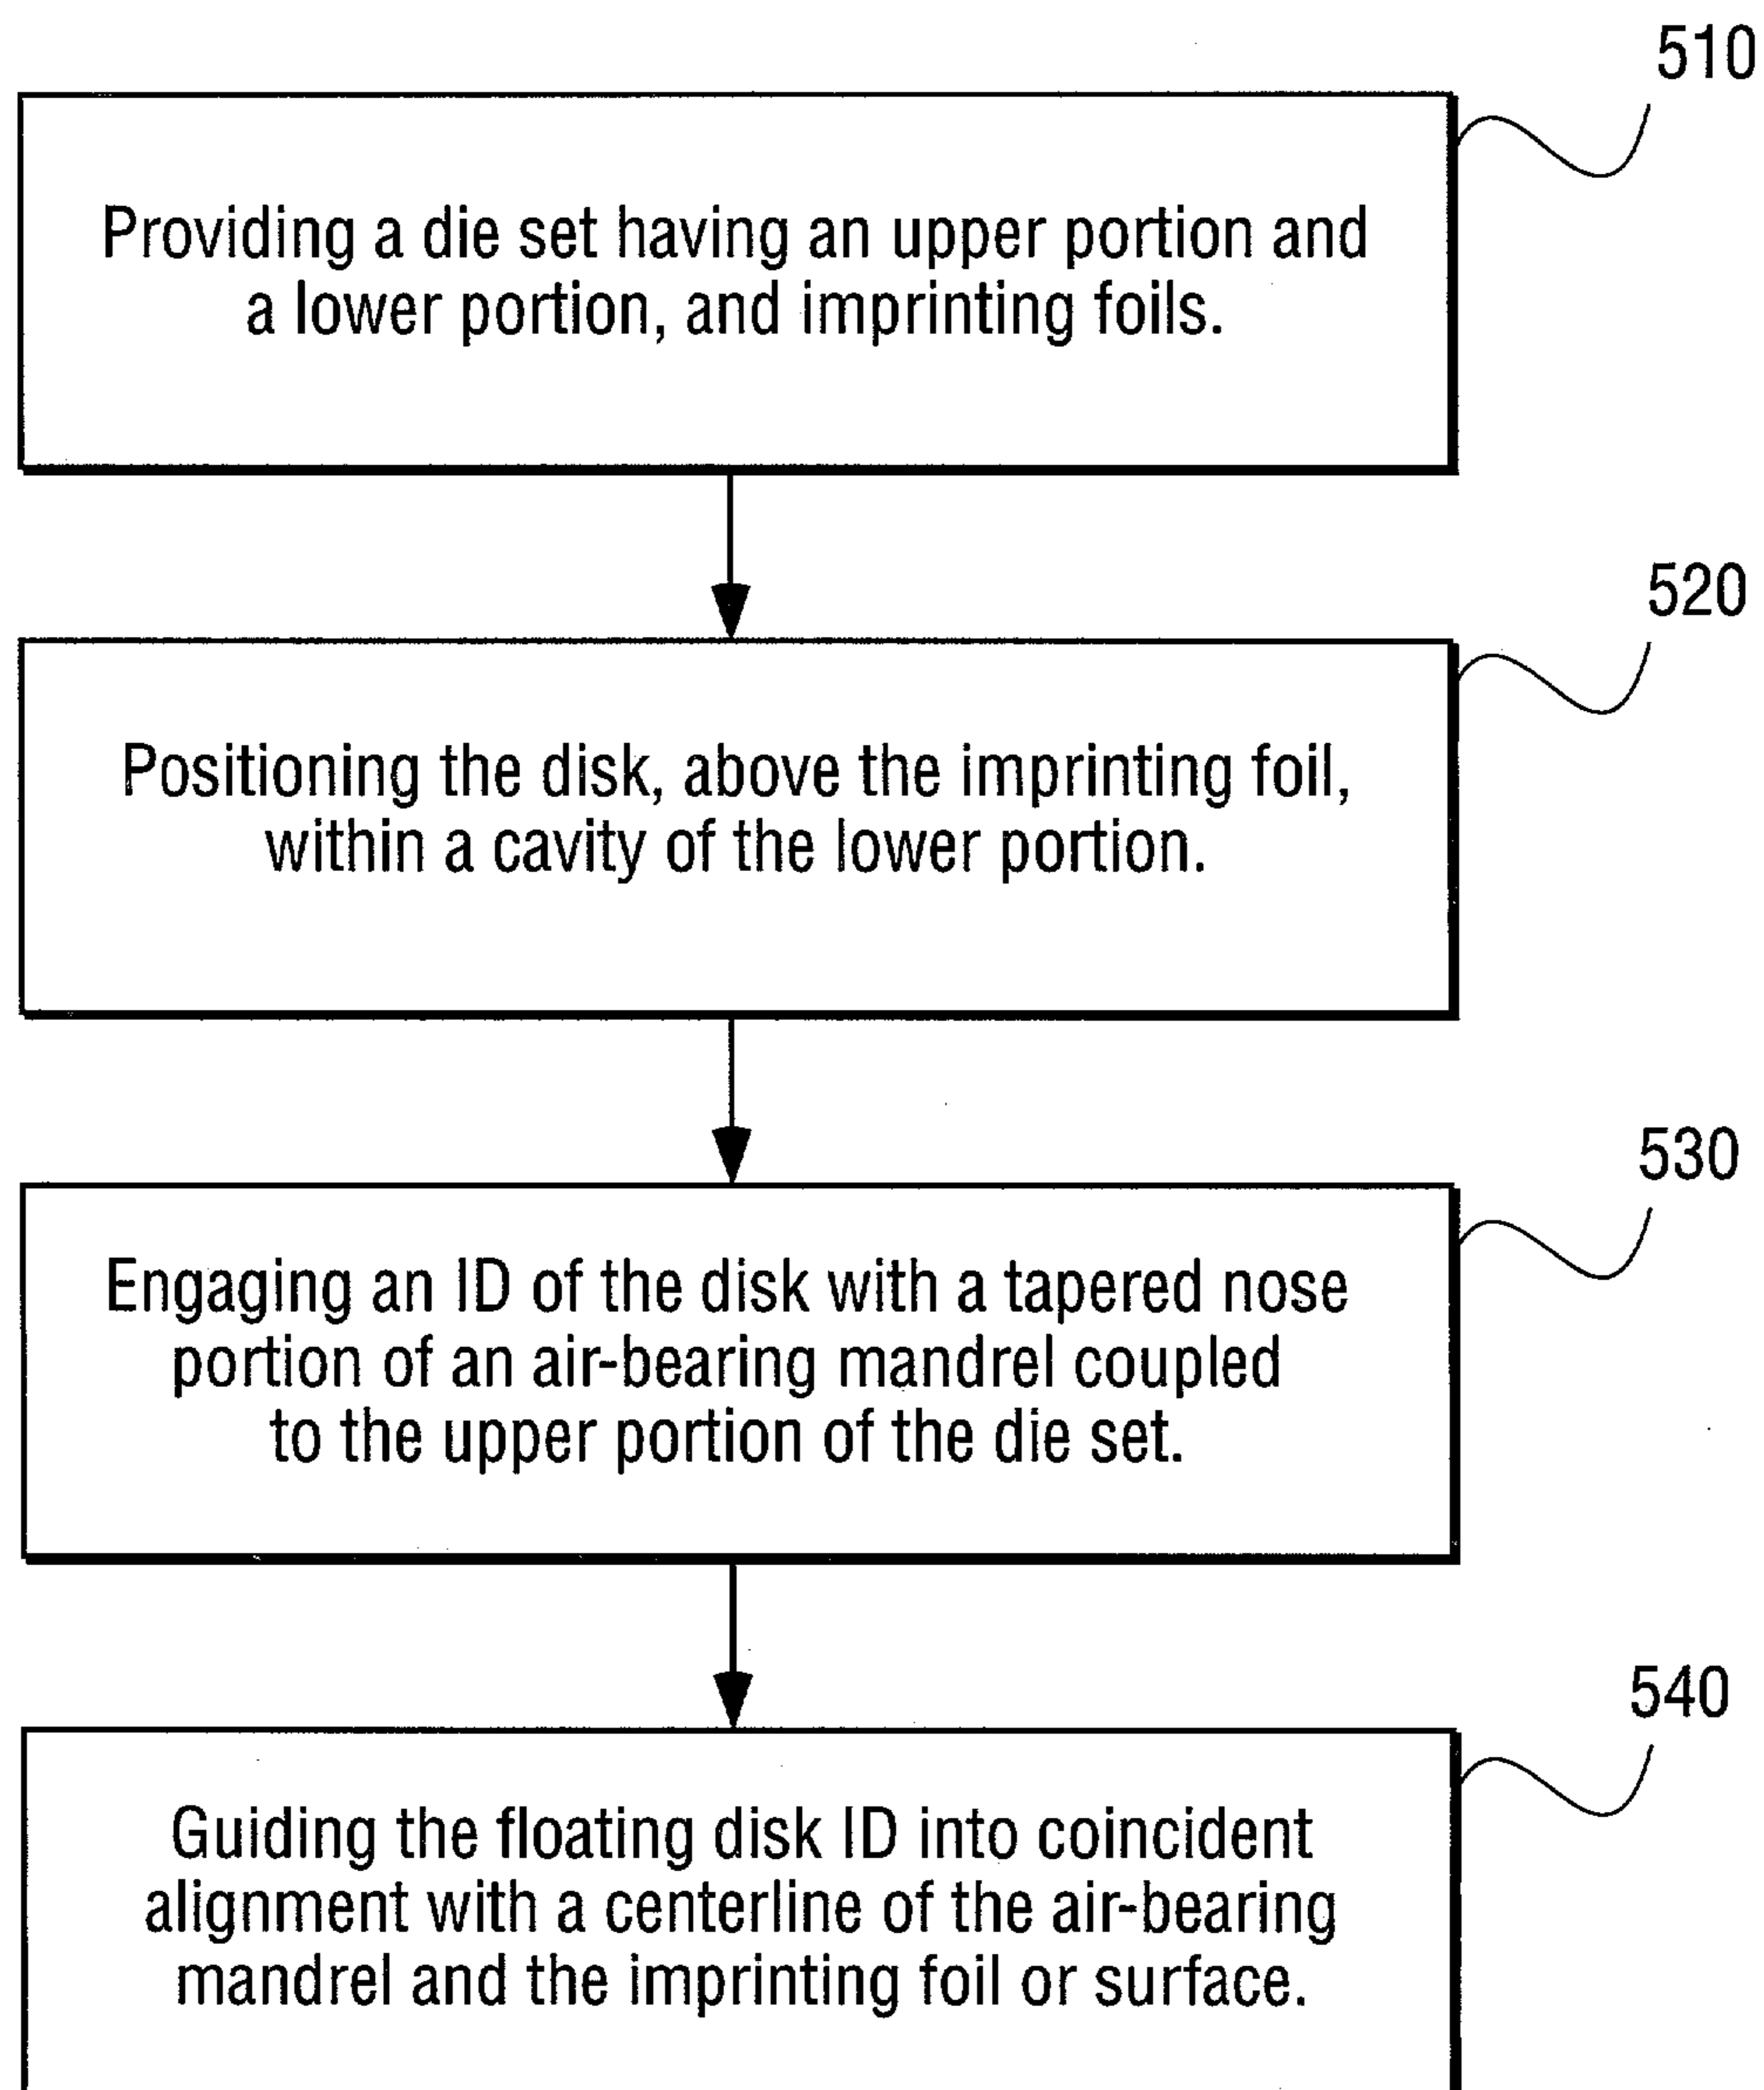 510
Providing a die set having an upper portion and
a lower portion, and imprinting foils.
520
Positioning the disk, above the imprinting foil,
within a cavity of the lower portion.
530
Engaging an ID of the disk with a tapered nose
portion of an air-bearing mandrel coupled
to the upper portion of the die set.
540
Guiding the floating disk ID into coincident
alignment with a centerline of the air-bearing
mandrel and the imprinting foil or surface.